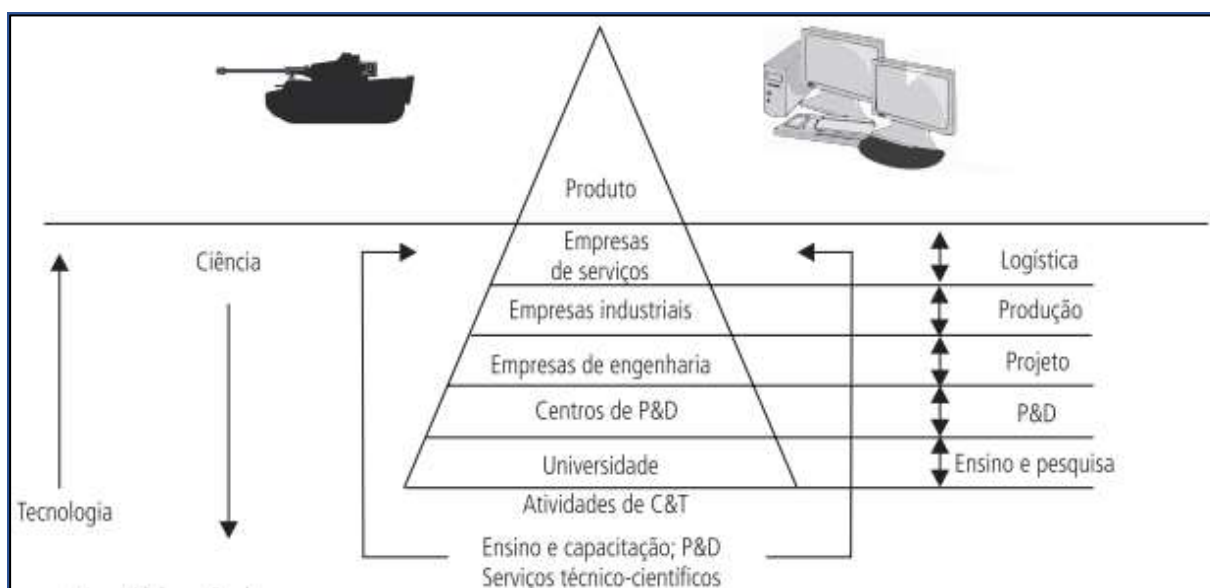 Produto
Empresas
de serviços
Logística
Ciência
Empresas industriais
Produção
Empresas de engenharia
Projeto
Centros de P&D
P&D
Universidade
Ensino e pesquisa
Tecnologia
Atividades de C&T
Ensino e capacitação; P&D
Serviços técnico-científicos